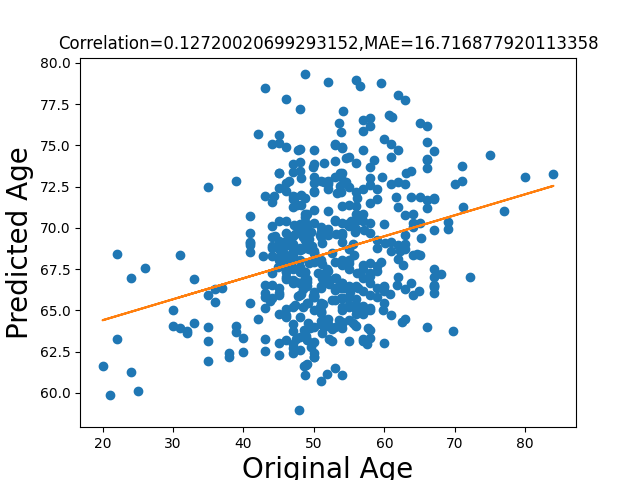 Correlation=0.12720020699293152,MAE=16.716877920113358
80.0
77.5
75.0
72.5
70.0
67.5
65.0
62.5
60.0
Predicted Age
20 30 40 50 60 70 80
Original Age